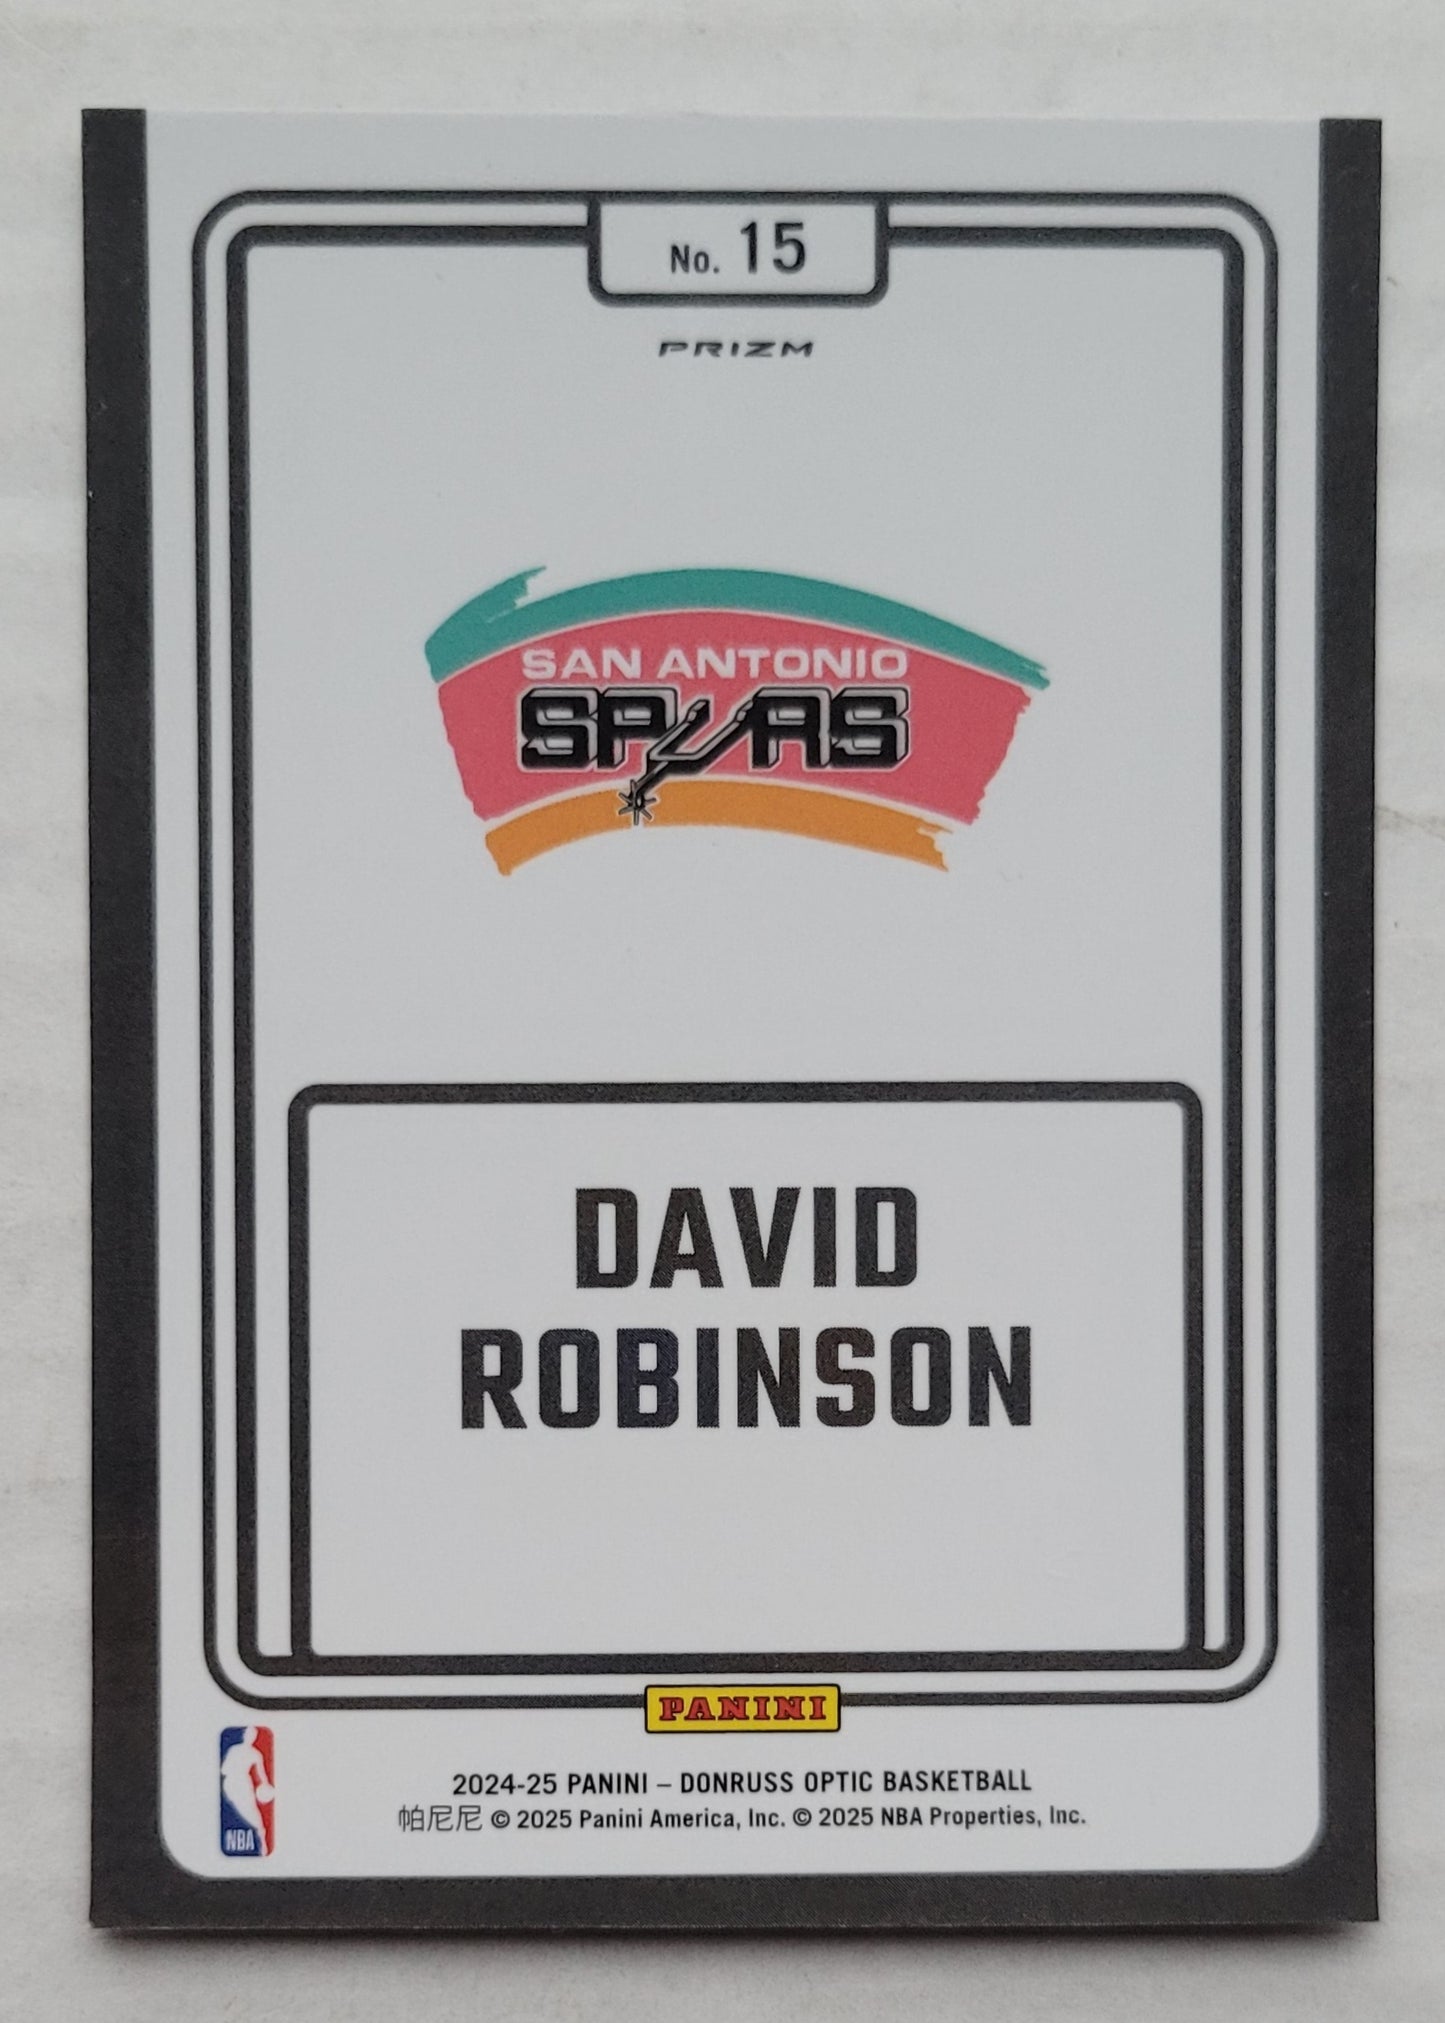 No. 15
PRIZM
SAN ANTONIO
SPURS
DAVID
ROBINSON
PANINI
NBA
2024-25 PANINI – DONRUSS OPTIC BASKETBALL
帕尼尼 © 2025 Panini America, Inc. © 2025 NBA Properties, Inc.